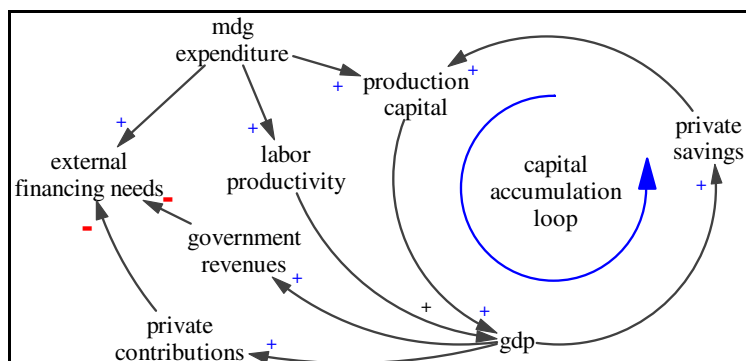 mdg
expenditure
+
+
+
production
capital
+
private
savings
+
external
financing needs
-
-
labor
productivity
capital
accumulation
loop
government
revenues
+
+
+
gdp
private
contributions
+